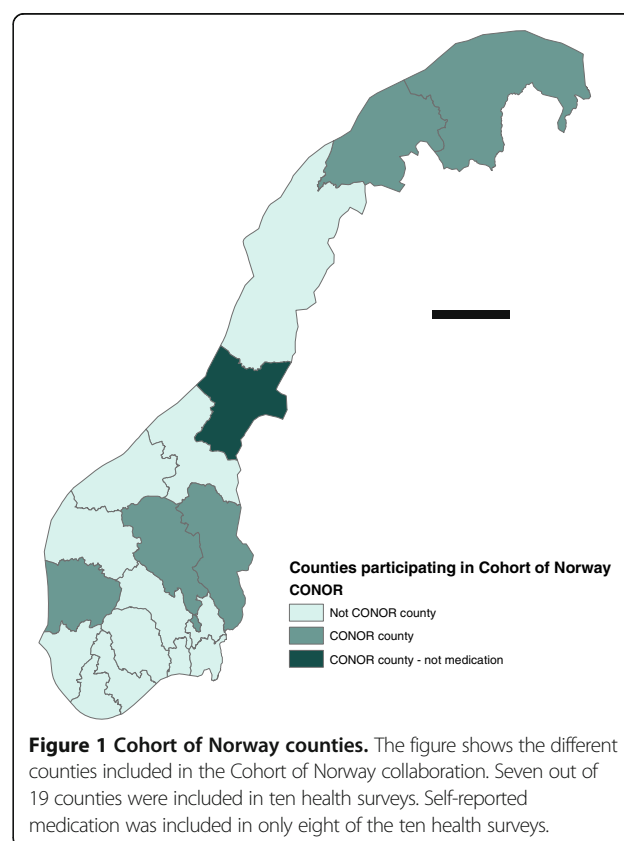 Counties participating in Cohort of Norway
CONOR
Not CONOR county
CONOR county
CONOR county - not medication
Figure 1 Cohort of Norway counties. The figure shows the different
counties included in the Cohort of Norway collaboration. Seven out of
19 counties were included in ten health surveys. Self-reported
medication was included in only eight of the ten health surveys.